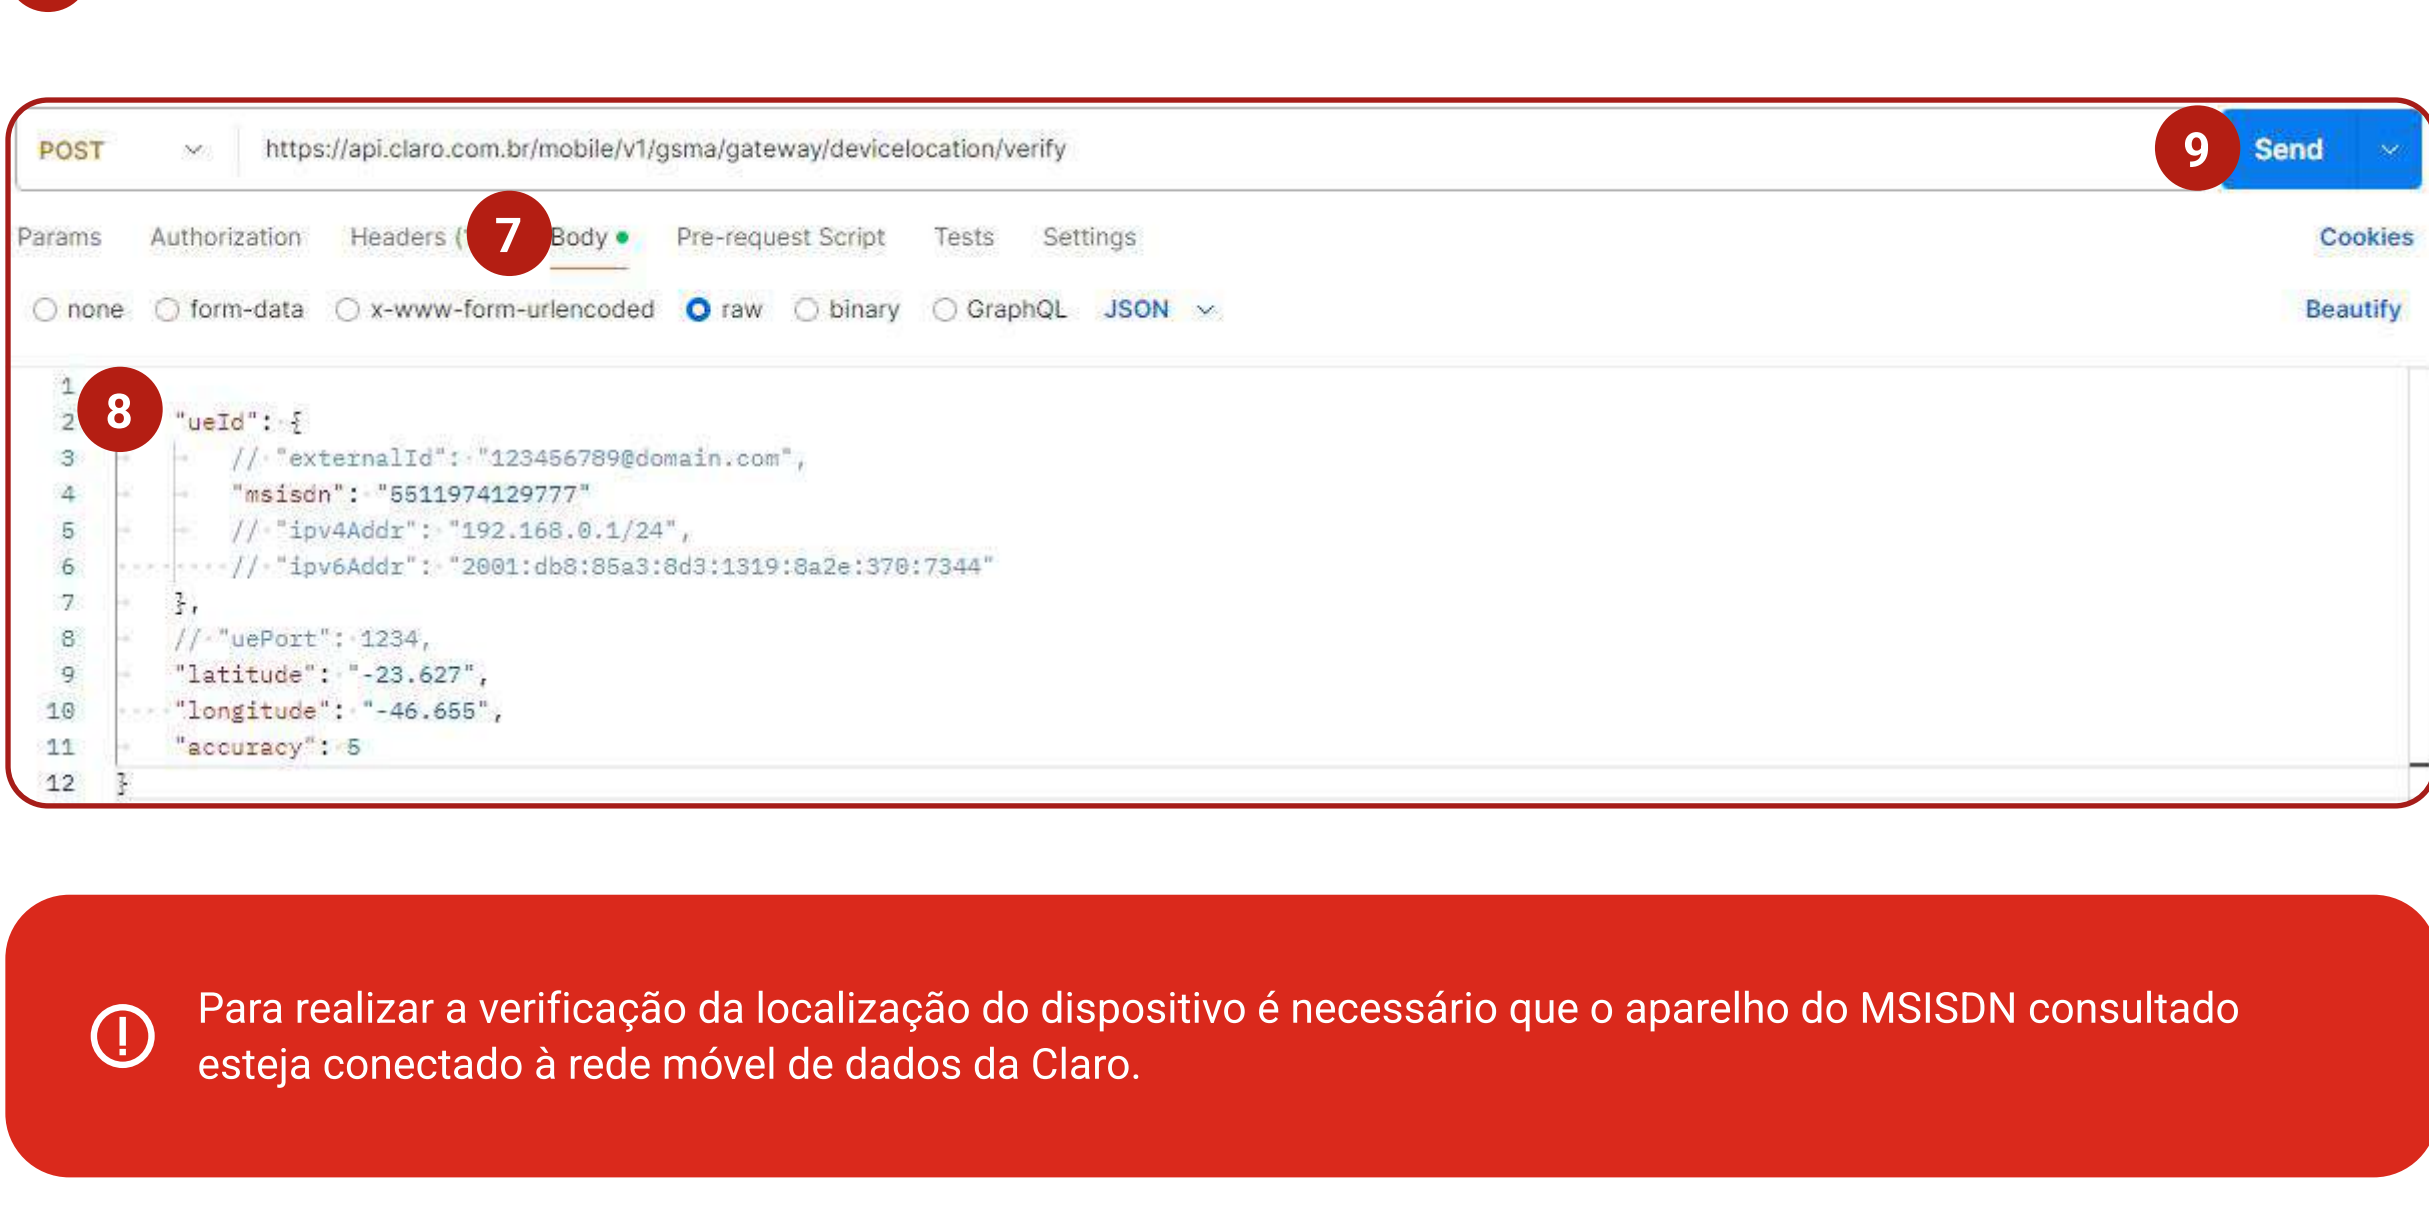 POST https://api.claro.com.br/mobile/v1/gsma/gateway/devicelocation/verify 9 Send
Params Authorization Headers ( 7 Body Pre-request Script Tests Settings Cookies
none form-data x-www-form-urlencoded raw binary GraphQL JSON Beautify
1
8
2 "ueId": {
3 // "externalId": "123456789@domain.com",
4 "msisdn": "5511974129777"
5 // "ipv4Addr": "192.168.0.1/24",
6 // "ipv6Addr": "2001:db8:85a3:8d3:1319:8a2e:370:7344"
7 },
8 // "uePort": 1234,
9 "latitude": "-23.627",
10 "longitude": "-46.655",
11 "accuracy": 5
12 }
Para realizar a verificação da localização do dispositivo é necessário que o aparelho do MSISDN consultado
esteja conectado à rede móvel de dados da Claro.